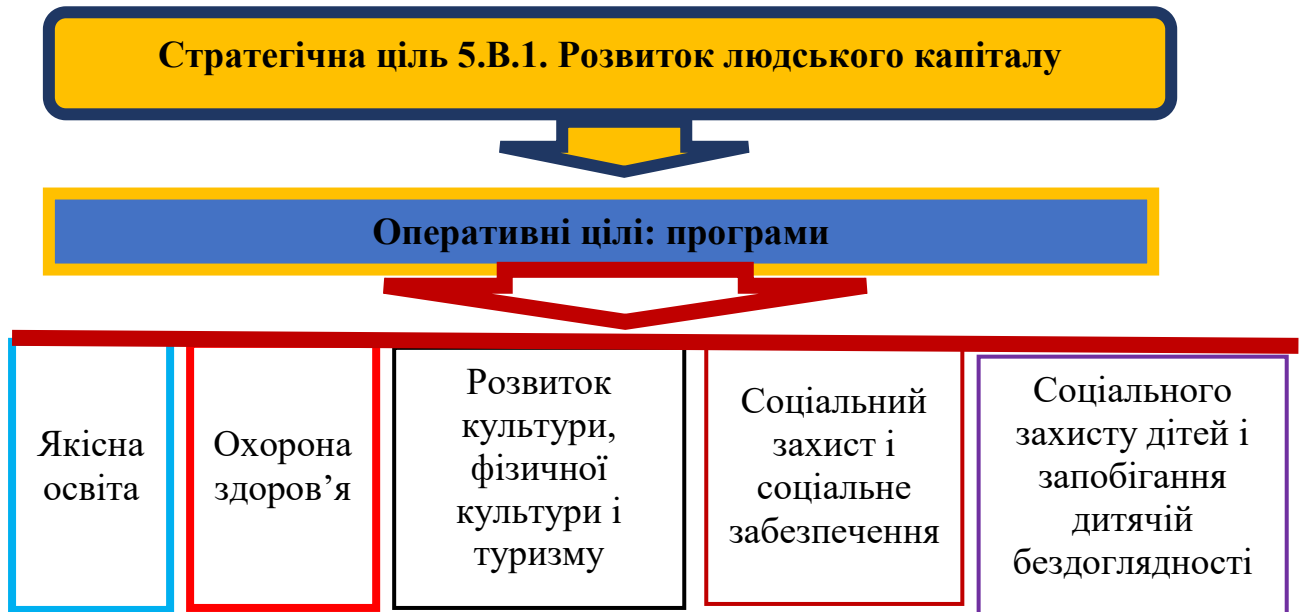 Стратегічна ціль 5.В.1. Розвиток людського капіталу
Оперативні цілі: програми
Якісна
освіта
Охорона
здоров’я
Розвиток
культури,
фізичної
культури і
туризму
Соціальний
захист і
соціальне
забезпечення
Соціального
захисту дітей і
запобігання
дитячій
бездоглядності